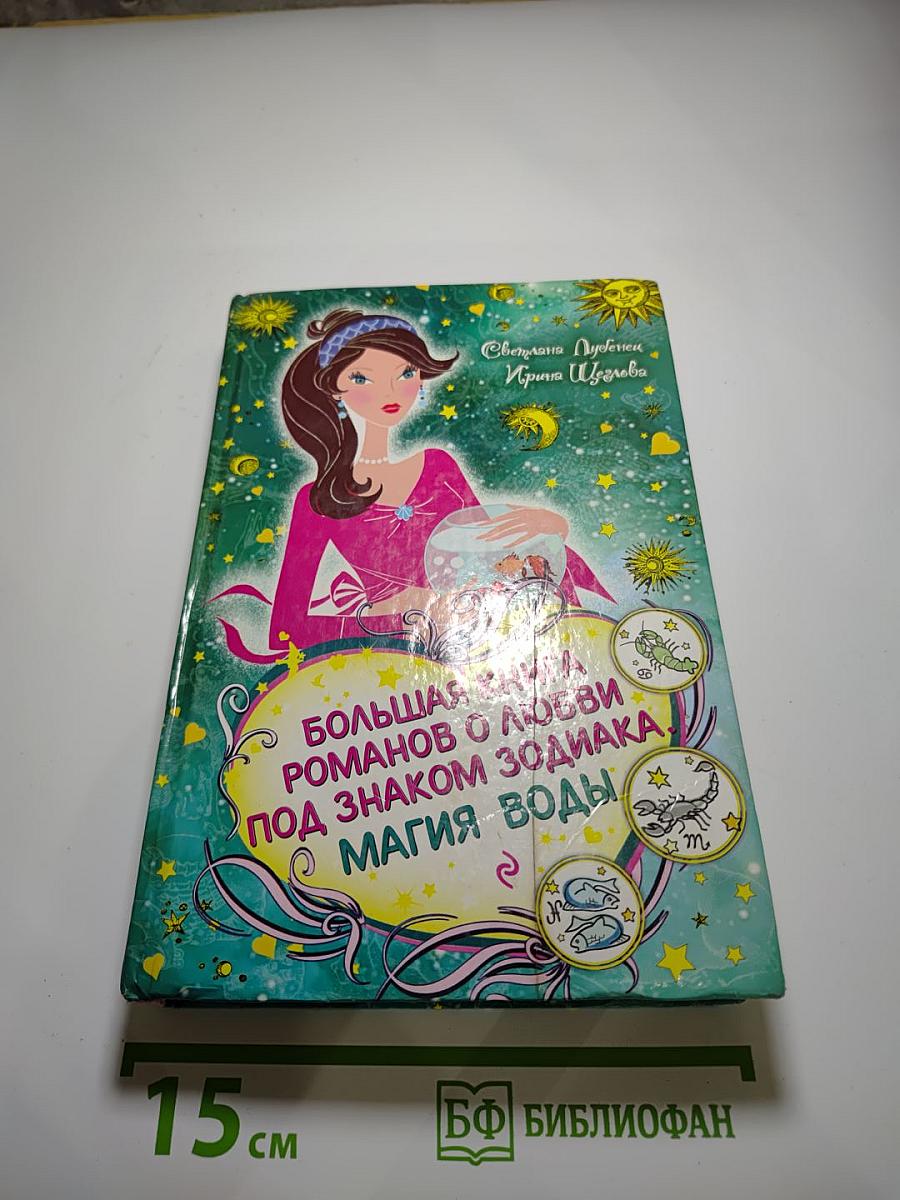 Светлана Лубенец
Ирина Щеглова
БОЛЬШАЯ КНИГА
РОМАНОВ О ЛЮБВИ
ПОД ЗНАКОМ ЗОДИАКА.
МАГИЯ ВОДЫ
15 см
БФ БИБЛИОФАН